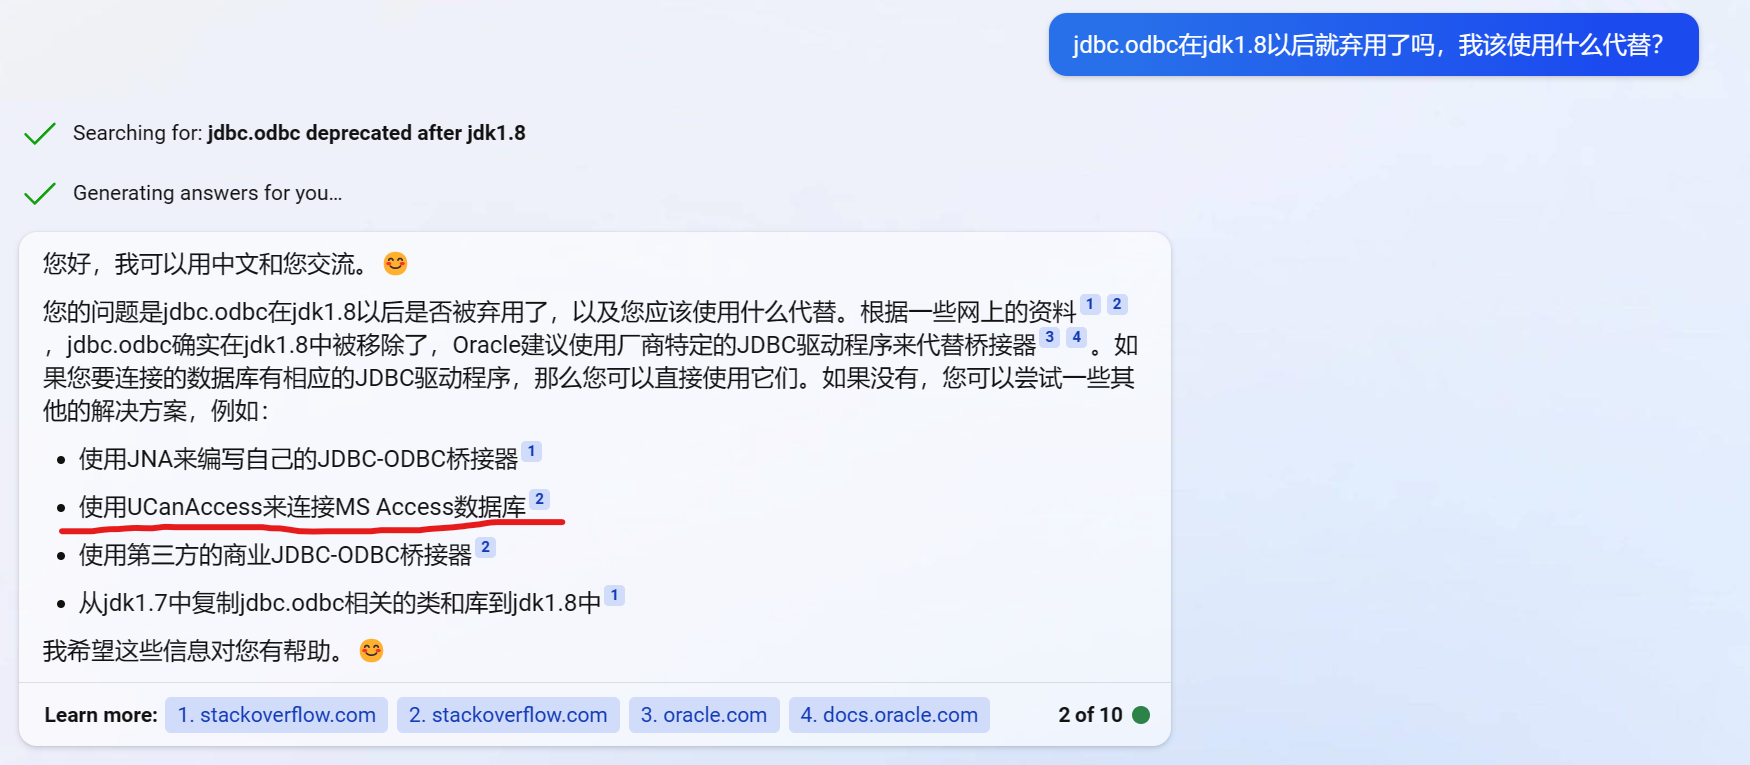 jdbc.odbc在jdk1.8以后就弃用了吗，我该使用什么代替？
Searching for: jdbc.odbc deprecated after jdk1.8
Generating answers for you…
您好，我可以用中文和您交流。😊
您的问题是jdbc.odbc在jdk1.8以后是否被弃用了，以及您应该使用什么代替。根据一些网上的资料 1 2
，jdbc.odbc确实在jdk1.8中被移除了，Oracle建议使用厂商特定的JDBC驱动程序来代替桥接器 3 4 。如
果您要连接的数据库有相应的JDBC驱动程序，那么您可以直接使用它们。如果没有，您可以尝试一些其
他的解决方案，例如：
• 使用JNA来编写自己的JDBC-ODBC桥接器 1
• 使用UCanAccess来连接MS Access数据库 2
• 使用第三方的商业JDBC-ODBC桥接器 2
• 从jdk1.7中复制jdbc.odbc相关的类和库到jdk1.8中 1
我希望这些信息对您有帮助。😊
Learn more: 1. stackoverflow.com 2. stackoverflow.com 3. oracle.com 4. docs.oracle.com 2 of 10